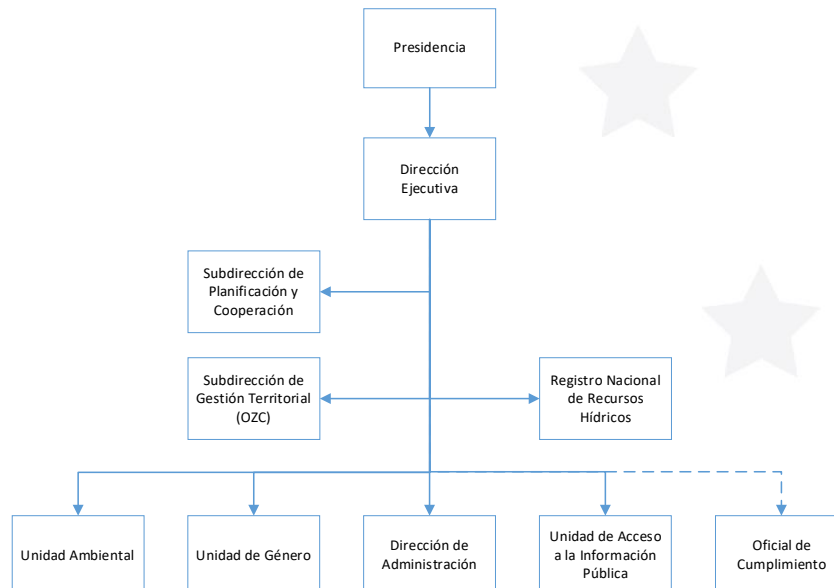 Presidencia
Dirección
Ejecutiva
Subdirección de
Planificación y
Cooperación
Subdirección de
Gestión Territorial
(OZC)
Registro Nacional
de Recursos
Hídricos
Unidad Ambiental
Unidad de Género
Dirección de
Administración
Unidad de Acceso
a la Información
Pública
Oficial de
Cumplimiento